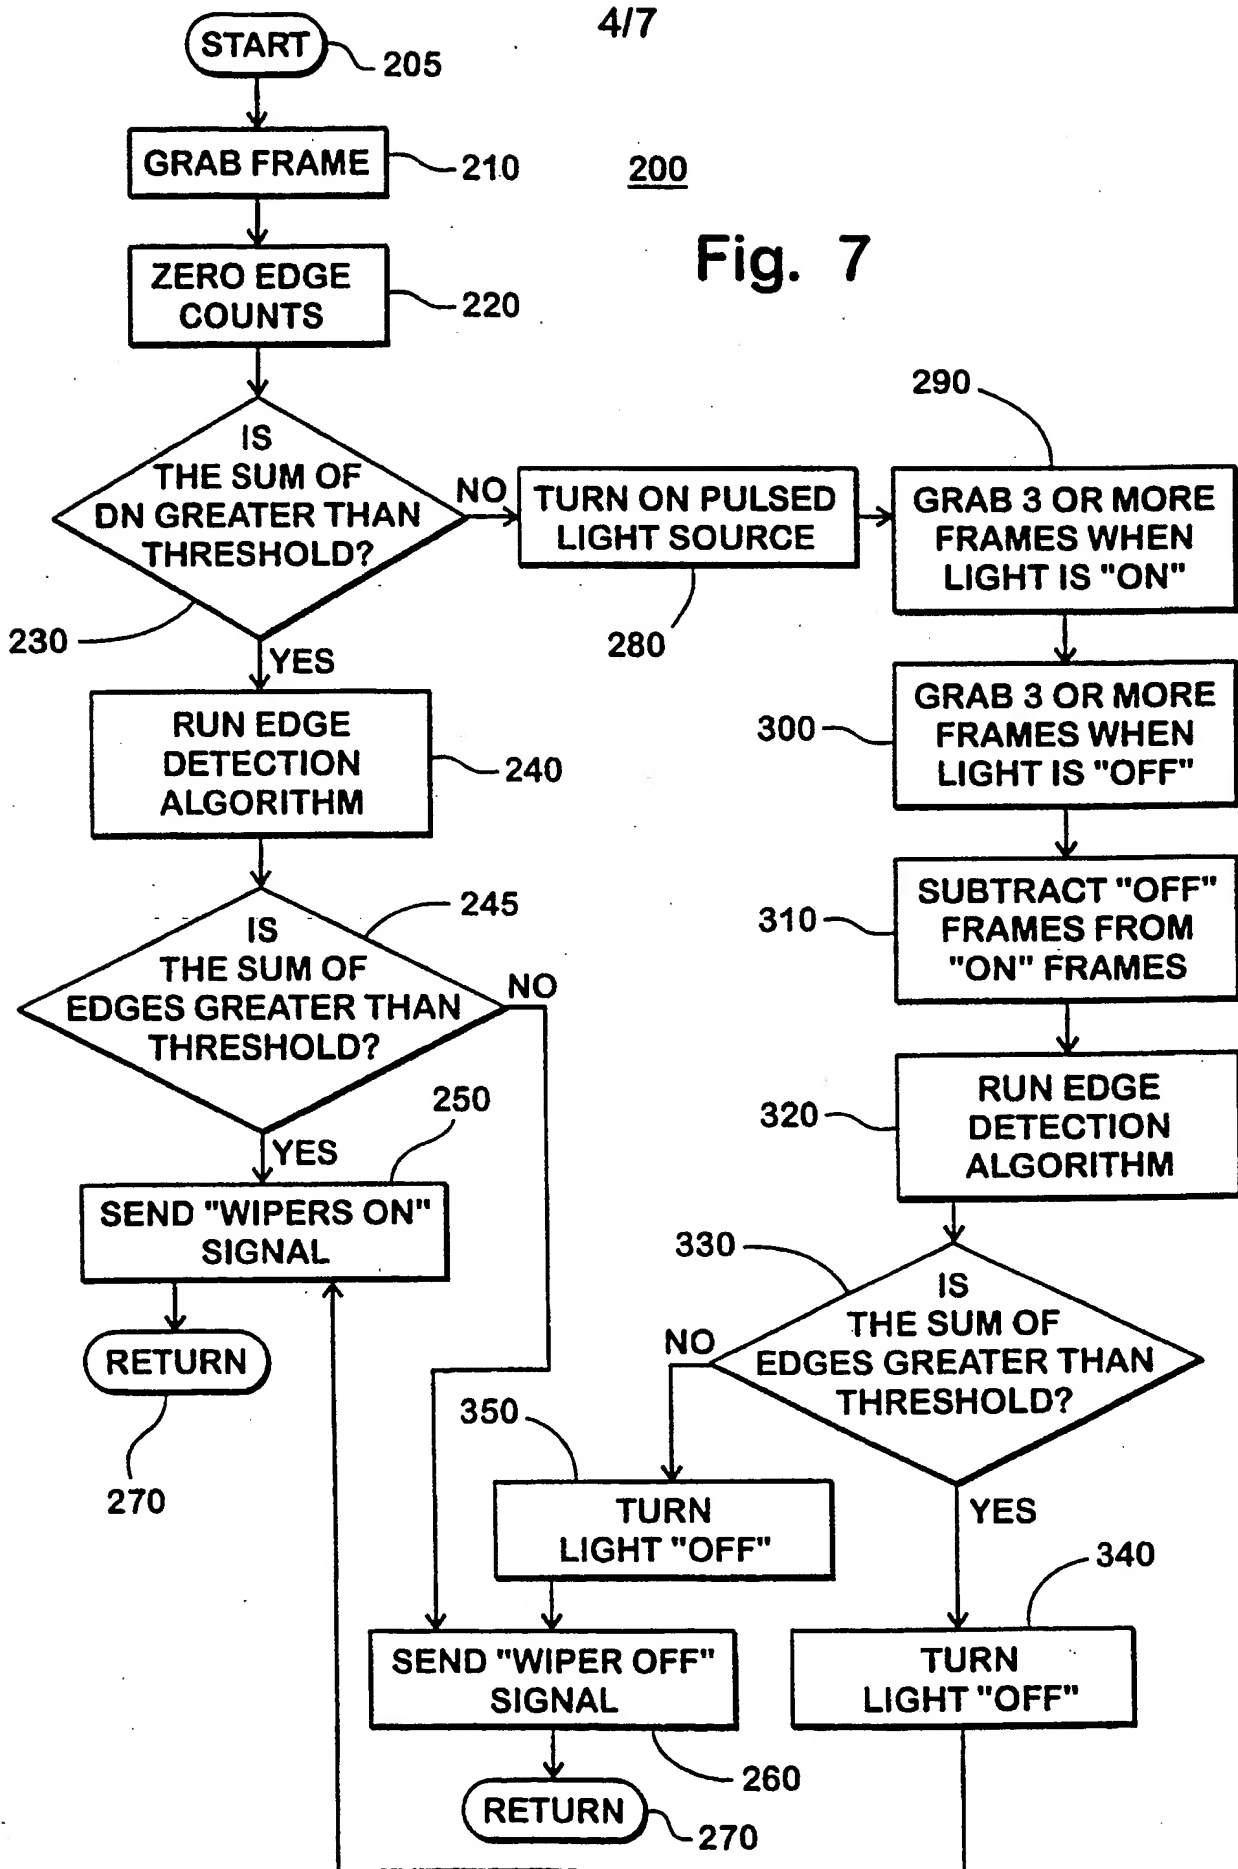 4/7
START
205
GRAB FRAME
210
200
Fig. 7
ZERO EDGE
COUNTS
220
IS
THE SUM OF
DN GREATER THAN
THRESHOLD?
230
NO
YES
TURN ON PULSED
LIGHT SOURCE
280
290
GRAB 3 OR MORE
FRAMES WHEN
LIGHT IS "ON"
300
GRAB 3 OR MORE
FRAMES WHEN
LIGHT IS "OFF"
310
SUBTRACT "OFF"
FRAMES FROM
"ON" FRAMES
320
RUN EDGE
DETECTION
ALGORITHM
RUN EDGE
DETECTION
ALGORITHM
240
245
IS
THE SUM OF
EDGES GREATER THAN
THRESHOLD?
NO
YES
250
SEND "WIPERS ON"
SIGNAL
RETURN
270
330
IS
THE SUM OF
EDGES GREATER THAN
THRESHOLD?
NO
YES
350
TURN
LIGHT "OFF"
340
TURN
LIGHT "OFF"
SEND "WIPER OFF"
SIGNAL
260
RETURN
270